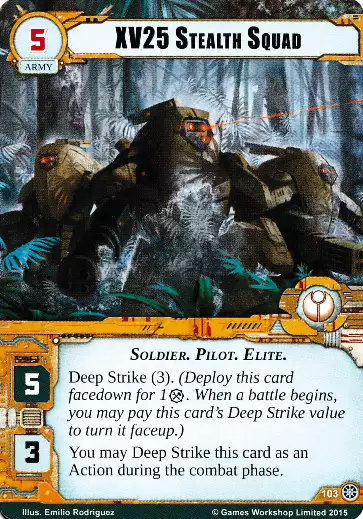 XV25 STEALTH SQUAD
5
ARMY
SOLDIER. PILOT. ELITE.
5
Deep Strike (3). (Deploy this card
facedown for 1. When a battle begins,
you may pay this card's Deep Strike value
to turn it faceup.)
3
You may Deep Strike this card as an
Action during the combat phase.
103
Illus. Emilio Rodriguez
© Games Workshop Limited 2015